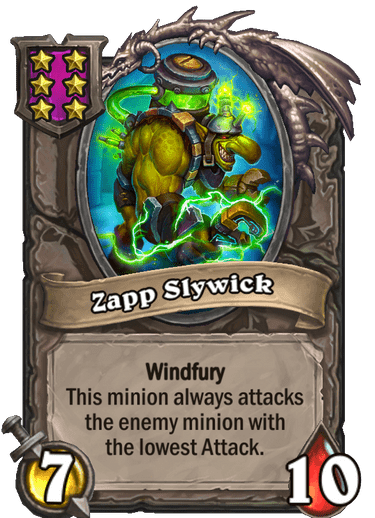 Zapp Slywick
Windfury
This minion always attacks
the enemy minion with
the lowest Attack.
7
10